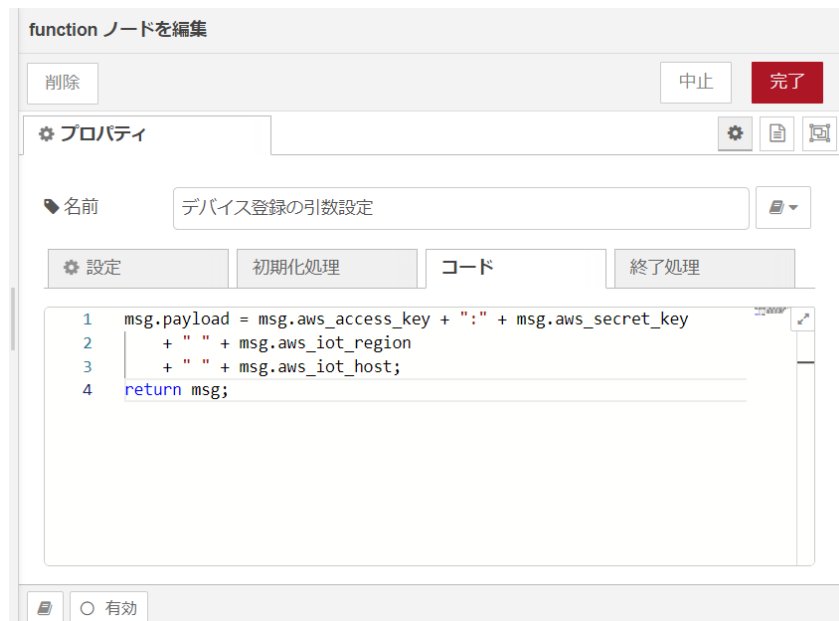 function ノードを編集
削除
中止
完了
プロパティ
名前
デバイス登録の引数設定
設定
初期化処理
コード
終了処理
1 msg.payload = msg.aws_access_key + ":" + msg.aws_secret_key
2 + " " + msg.aws_iot_region
3 + " " + msg.aws_iot_host;
4 return msg;
有効